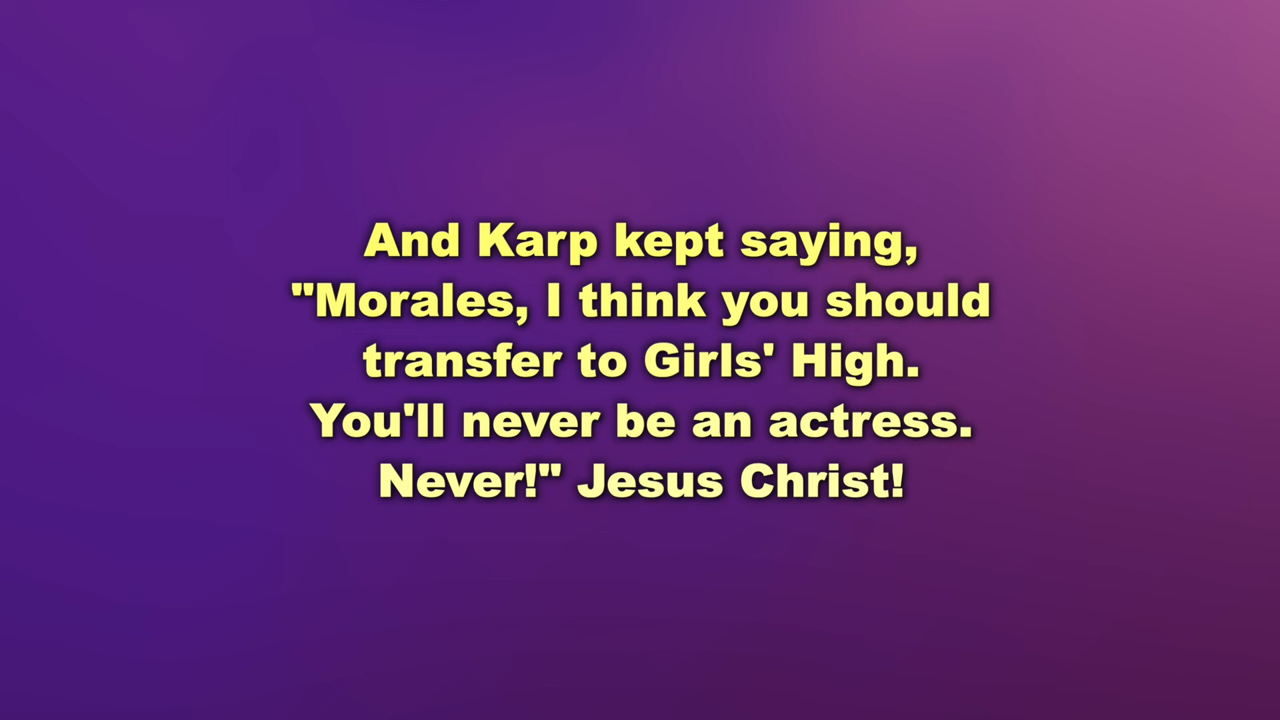 And Karp kept saying,
"Morales, I think you should
transfer to Girls' High.
You'll never be an actress.
Never!" Jesus Christ!